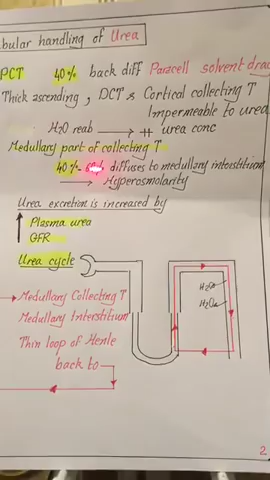 bular handling of Urea
PCT 40% back diff Paracell solvent drag
Thick ascending, DCT & Cortical collecting T
Impermeable to urea
H2O reab → ++ urea conc
Medullary part of collecting T.
40% - diffuses to medullary interstitium
→ Hyperosmolarity
Urea excretion is increased by
↑ Plasma urea
GFR
Urea cycle
→ Medullary Collecting T
Medullary Interstitium
Thin loop of Henle
back to
H2O
2